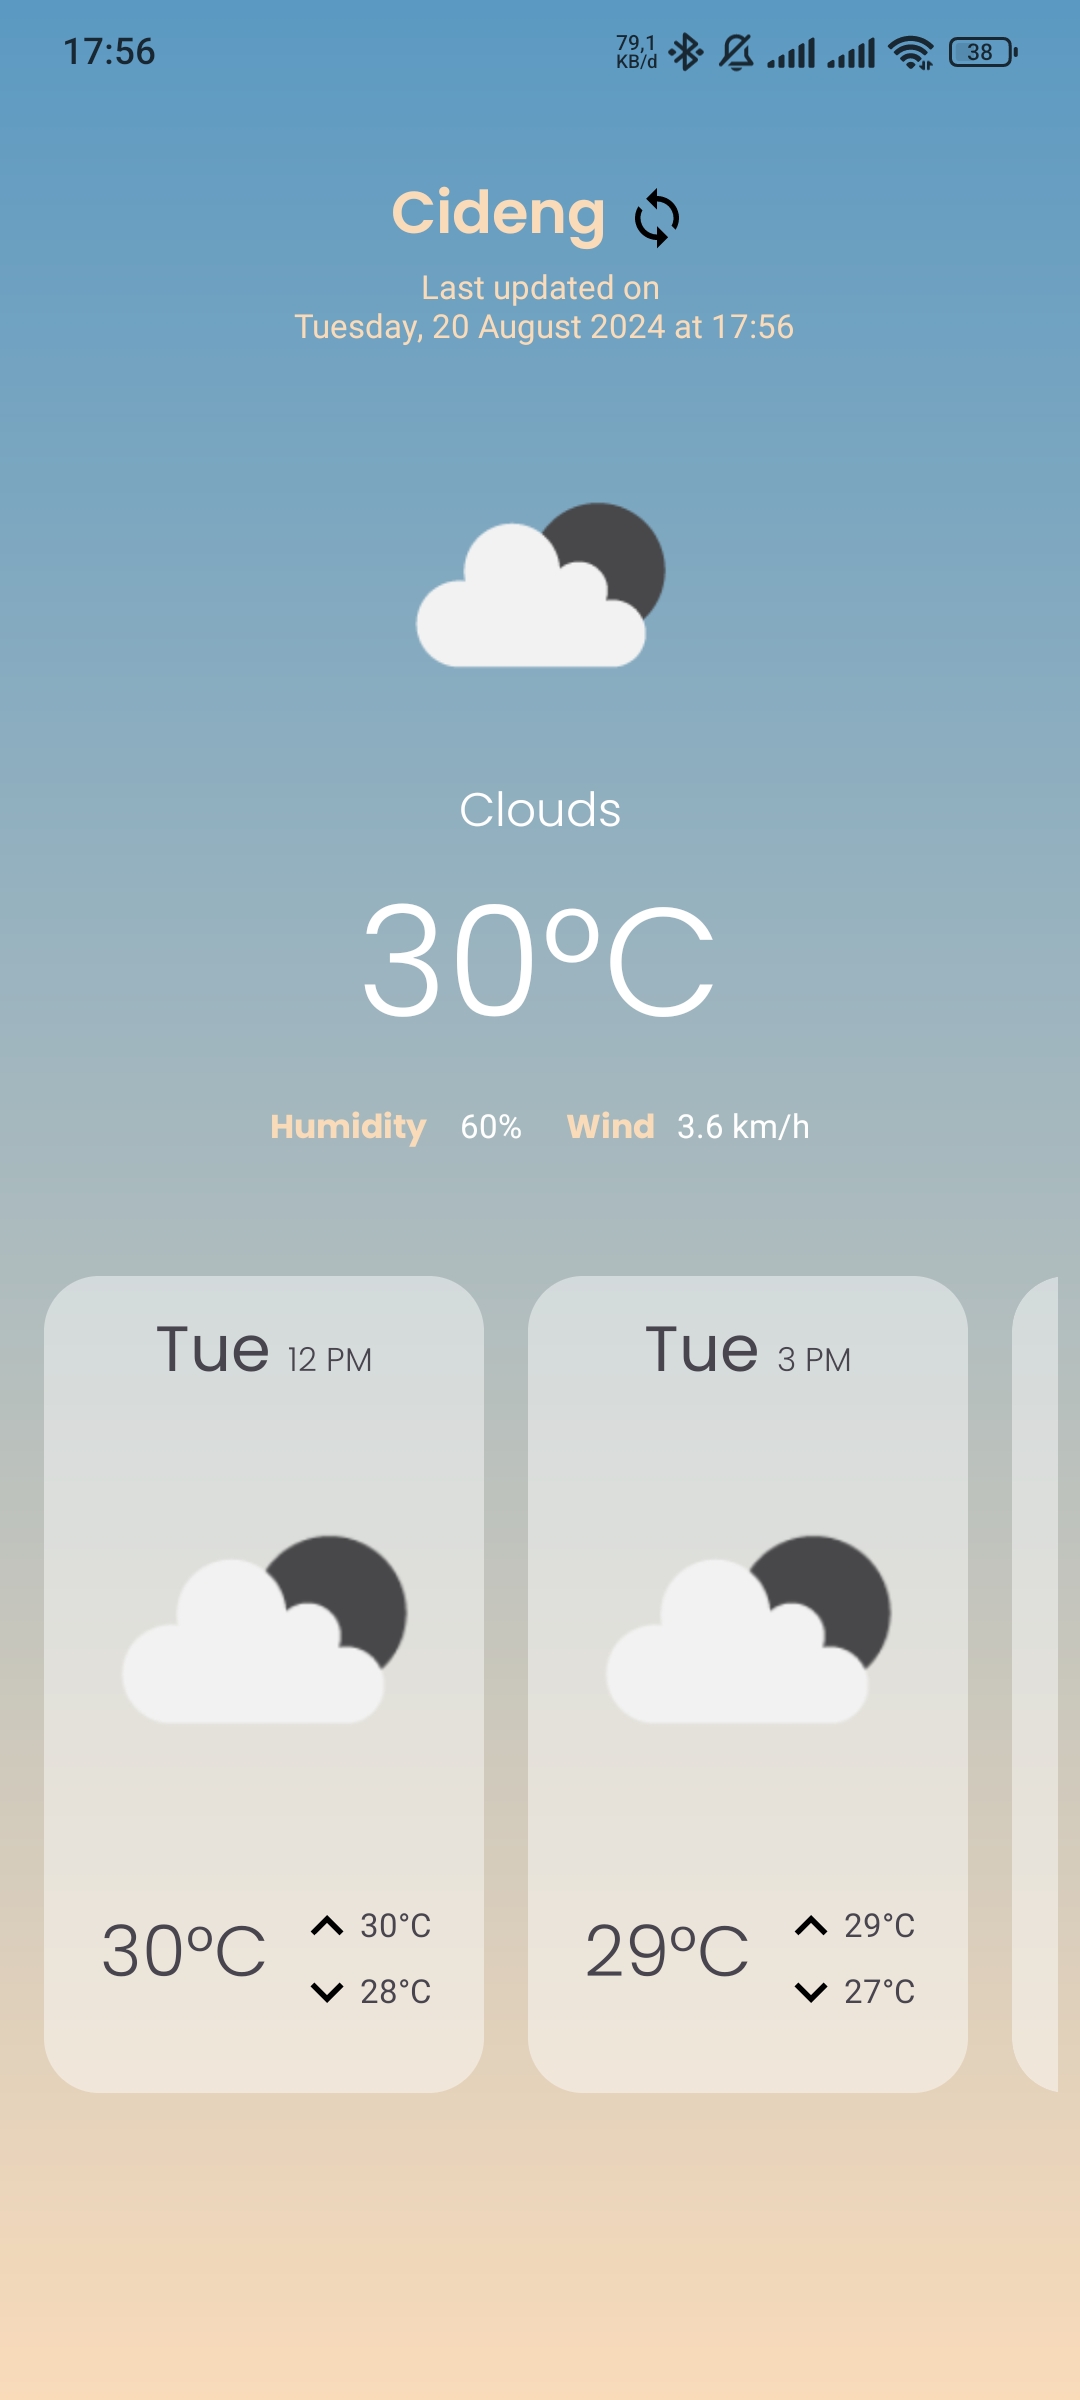 17:56 79,1 KB/d 38
Cideng
Last updated on
Tuesday, 20 August 2024 at 17:56
Clouds
30°C
Humidity 60% Wind 3.6 km/h
Tue 12 PM
30°C
30°C
28°C
Tue 3 PM
29°C
29°C
27°C